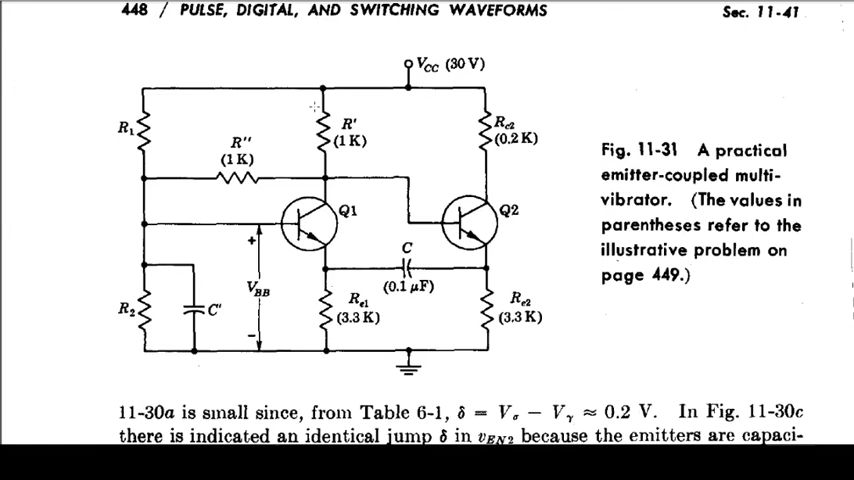 448 / PULSE, DIGITAL, AND SWITCHING WAVEFORMS
Sec. 11-41
V_CC (30 V)
R_1
R''
(1 K)
R'
(1 K)
R_c2
(0.2 K)
Q1
Q2
C
(0.1 μF)
+
V_BB
−
R_2
C'
R_e1
(3.3 K)
R_e2
(3.3 K)
Fig. 11-31 A practical
emitter-coupled multi-
vibrator. (The values in
parentheses refer to the
illustrative problem on
page 449.)
11-30a is small since, from Table 6-1, δ = V_σ − V_γ ≈ 0.2 V. In Fig. 11-30c
there is indicated an identical jump δ in v_EN2 because the emitters are capaci-